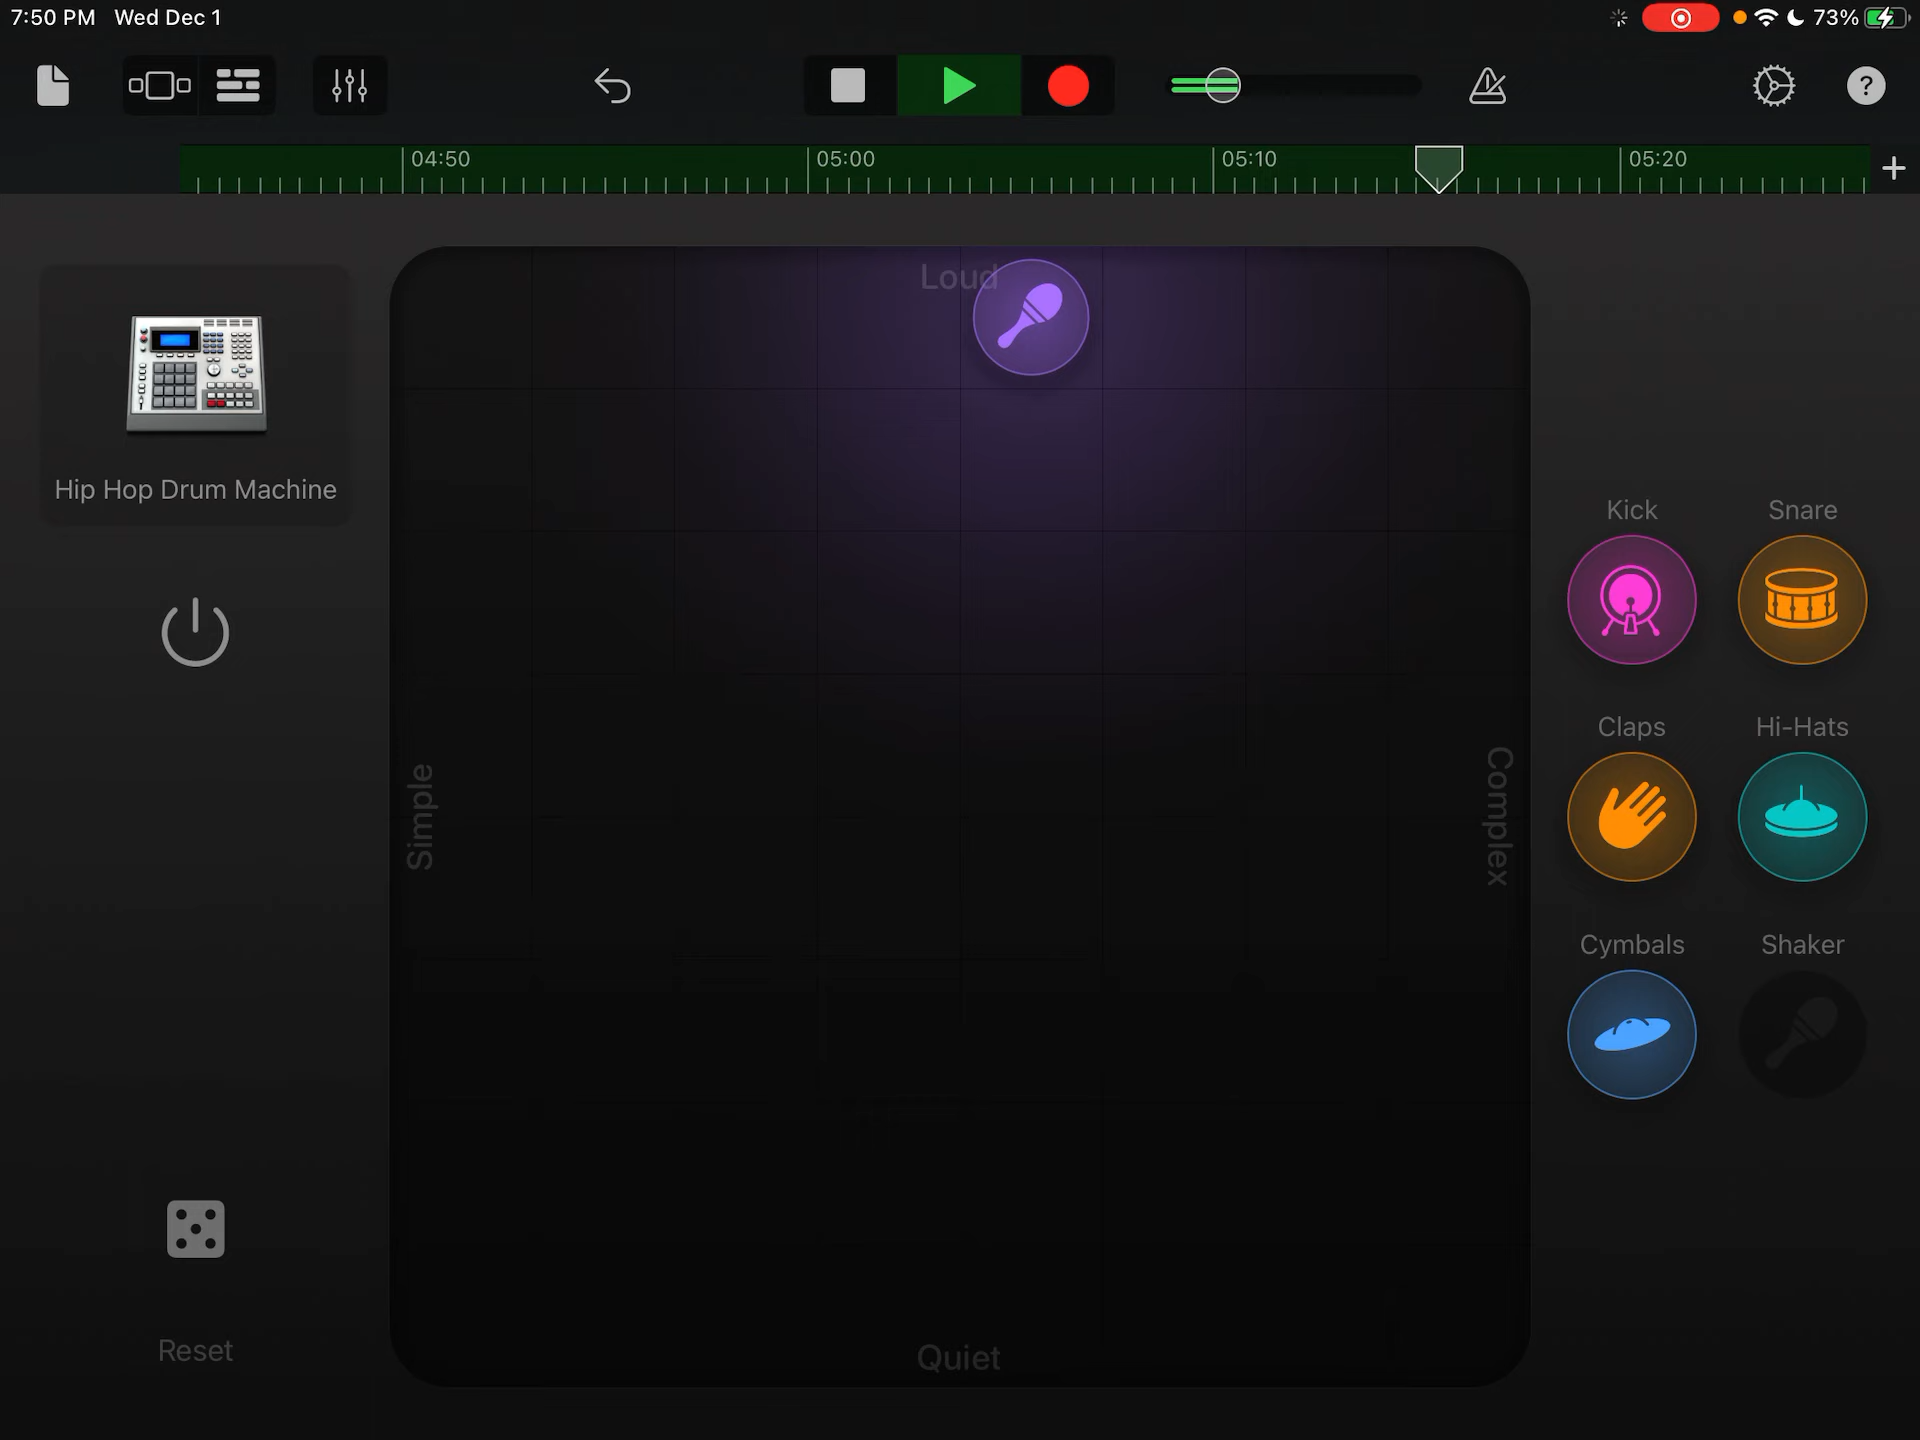 7:50 PM Wed Dec 1
73%
04:50
05:00
05:10
05:20
Loud
Hip Hop Drum Machine
Kick
Snare
Simple
Complex
Claps
Hi-Hats
Cymbals
Shaker
Reset
Quiet